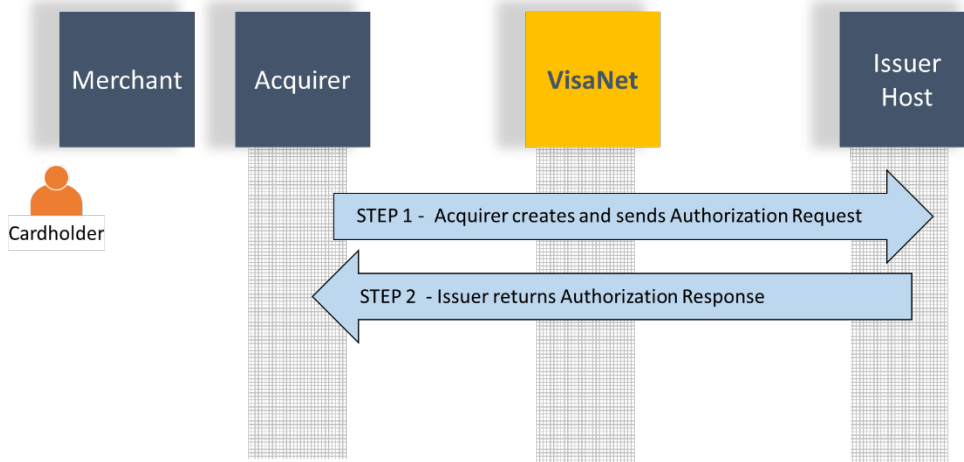 Merchant
Acquirer
VisaNet
Issuer
Host
Cardholder
STEP 1 - Acquirer creates and sends Authorization Request
STEP 2 - Issuer returns Authorization Response